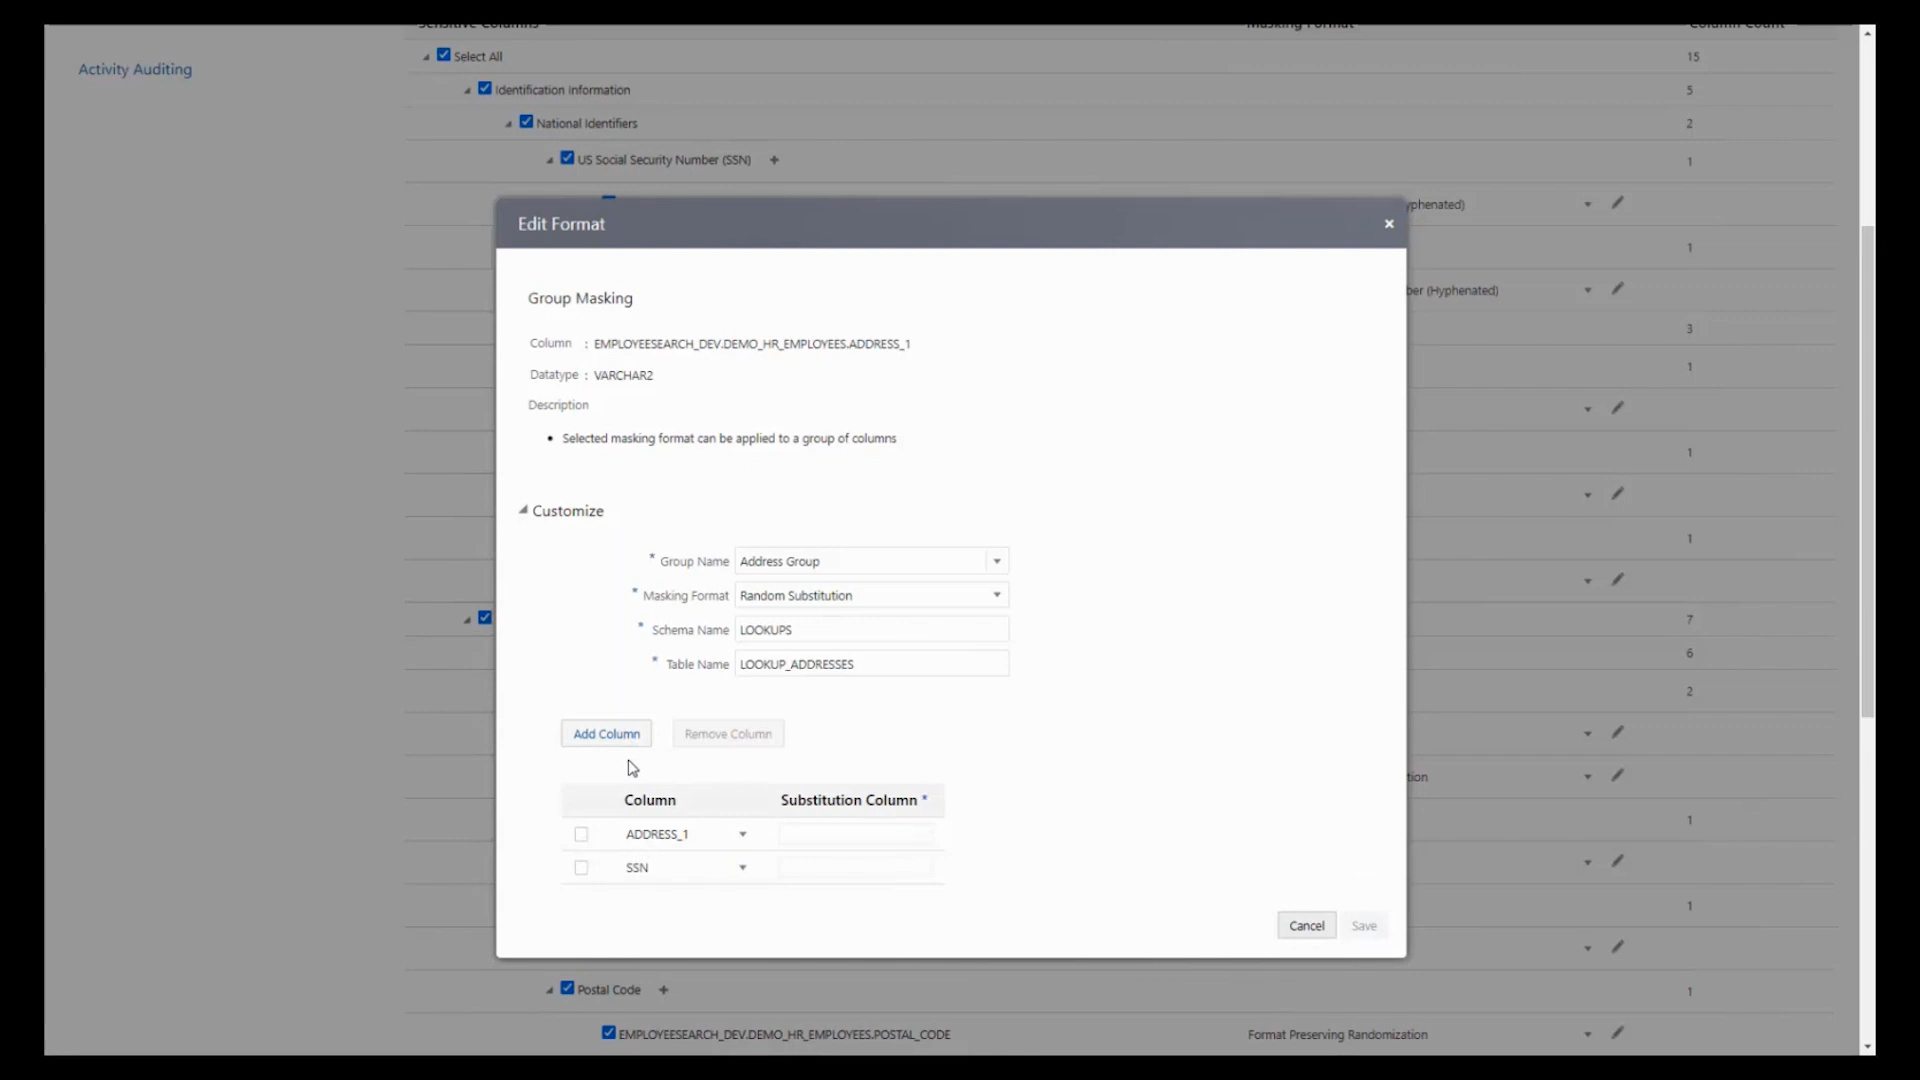 Sensitive Columns Masking Format Column Count
Activity Auditing
Select All 15
Identification Information 5
National Identifiers 2
US Social Security Number (SSN) + 1
yphenated)
Edit Format ×
1
Group Masking
ber (Hyphenated)
3
Column : EMPLOYEESEARCH_DEV.DEMO_HR_EMPLOYEES.ADDRESS_1
1
Datatype : VARCHAR2
Description
• Selected masking format can be applied to a group of columns
1
Customize
1
* Group Name Address Group
* Masking Format Random Substitution
7
* Schema Name LOOKUPS
6
* Table Name LOOKUP_ADDRESSES
2
Add Column Remove Column
tion
Column Substitution Column *
1
ADDRESS_1
SSN
1
Cancel Save
Postal Code + 1
EMPLOYEESEARCH_DEV.DEMO_HR_EMPLOYEES.POSTAL_CODE Format Preserving Randomization